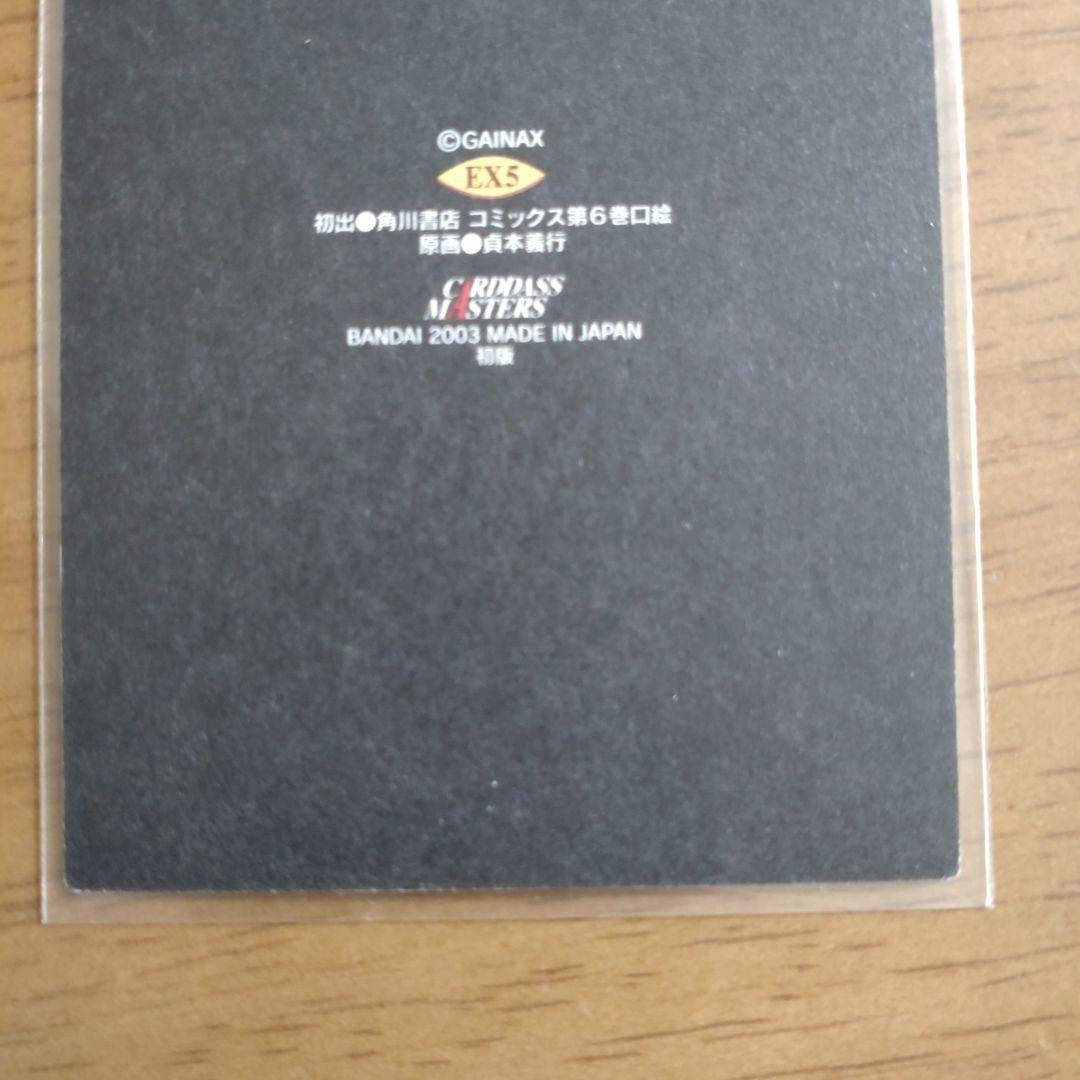 ©GAINAX
EX5
初出●角川書店 コミックス第6巻口絵
原画●貞本義行
CARDDASS
MASTERS
BANDAI 2003 MADE IN JAPAN
初版